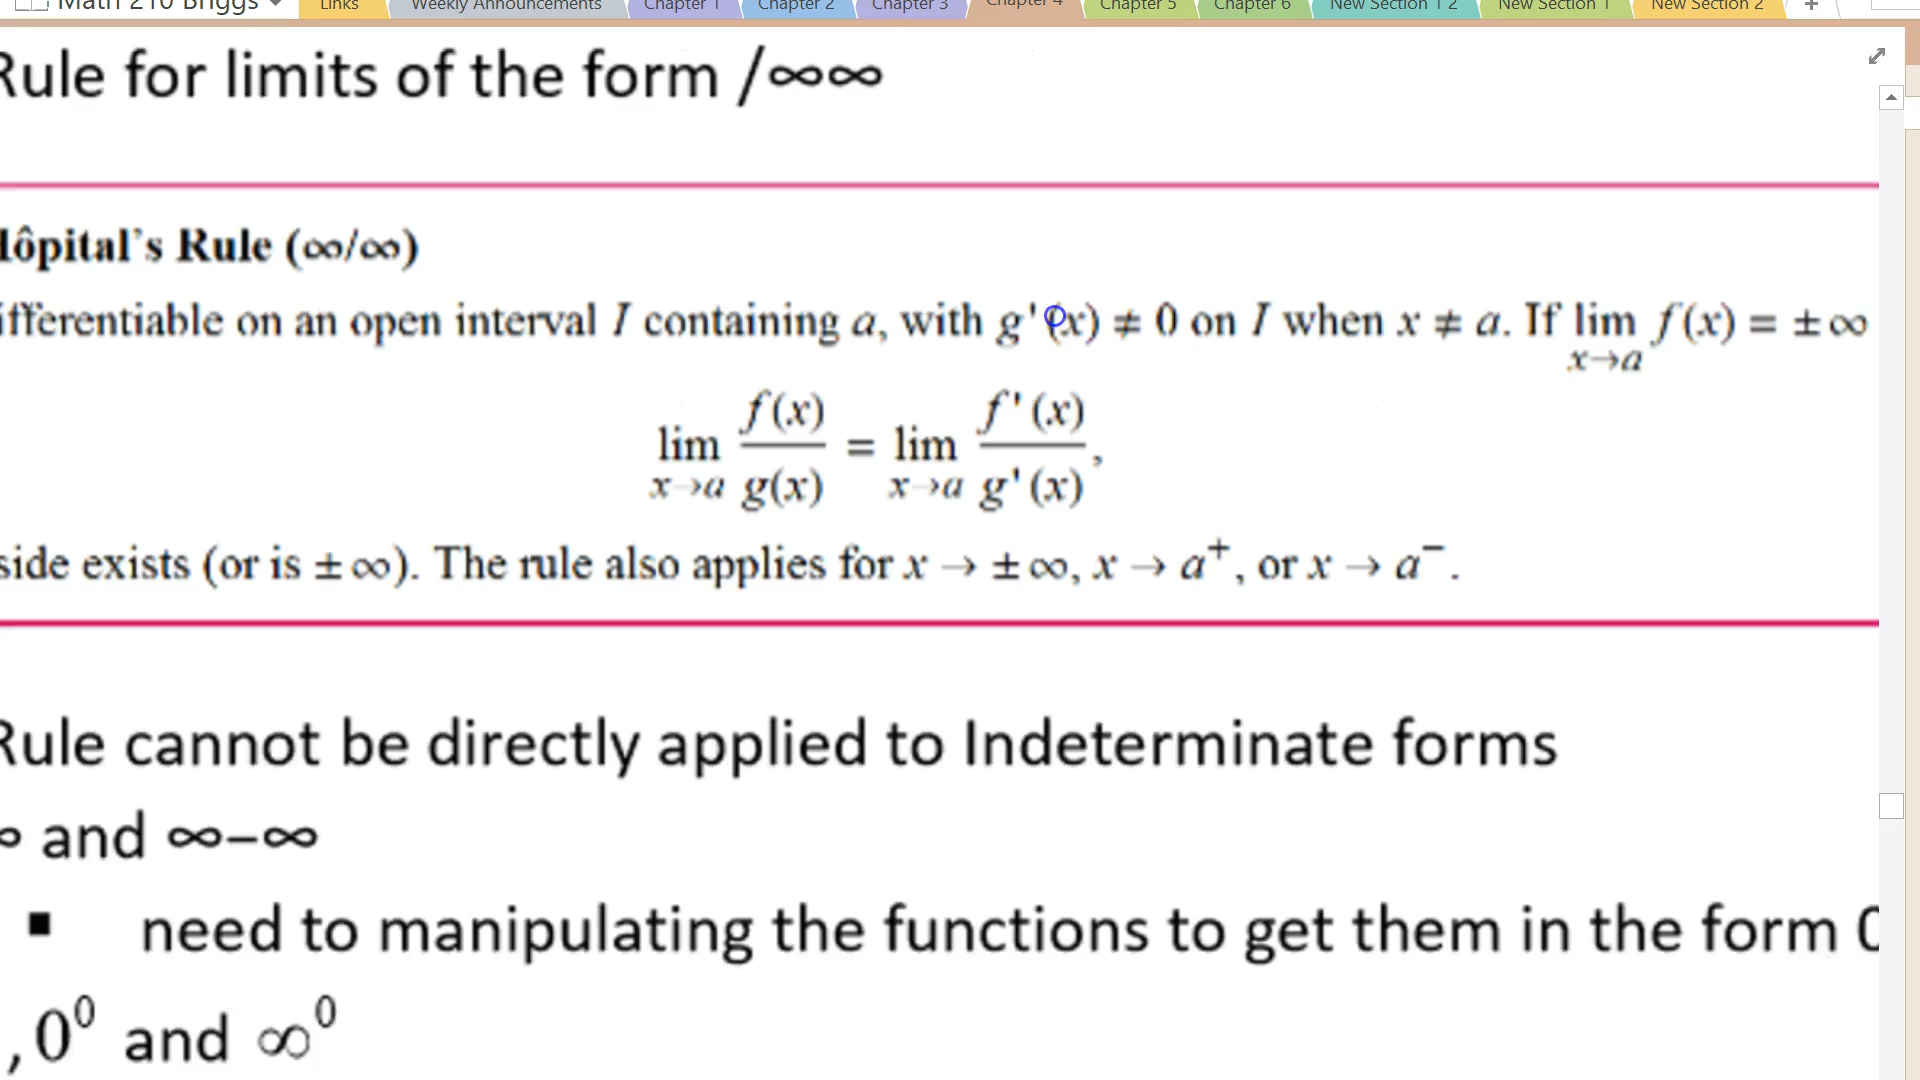 Math 210 Briggs Links Weekly Announcements Chapter 1 Chapter 2 Chapter 3 Chapter 4 Chapter 5 Chapter 6 New Section 1 2 New Section 1 New Section 2 +
Rule for limits of the form /∞∞
Hôpital's Rule (∞/∞)
ifferentiable on an open interval I containing a, with g'(x) ≠ 0 on I when x ≠ a. If lim x→a f(x) = ±∞
lim x→a f(x)/g(x) = lim x→a f'(x)/g'(x),
side exists (or is ±∞). The rule also applies for x → ±∞, x → a⁺, or x → a⁻.
Rule cannot be directly applied to Indeterminate forms
and ∞−∞
▪ need to manipulating the functions to get them in the form 0
, 0⁰ and ∞⁰